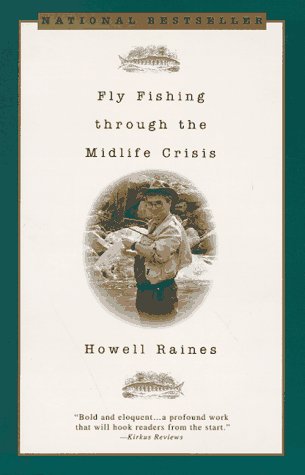 NATIONAL BESTSELLER
Fly Fishing
through the
Midlife Crisis
Howell Raines
"Bold and eloquent...a profound work
that will hook readers from the start."
—Kirkus Reviews